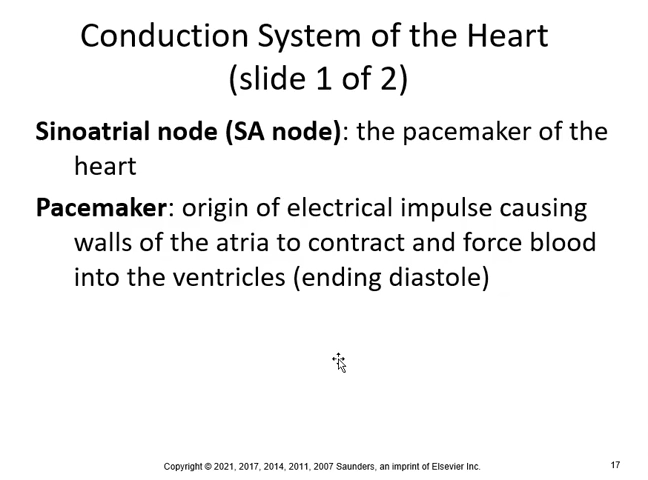 Conduction System of the Heart
(slide 1 of 2)
Sinoatrial node (SA node): the pacemaker of the
heart
Pacemaker: origin of electrical impulse causing
walls of the atria to contract and force blood
into the ventricles (ending diastole)
Copyright © 2021, 2017, 2014, 2011, 2007 Saunders, an imprint of Elsevier Inc.
17